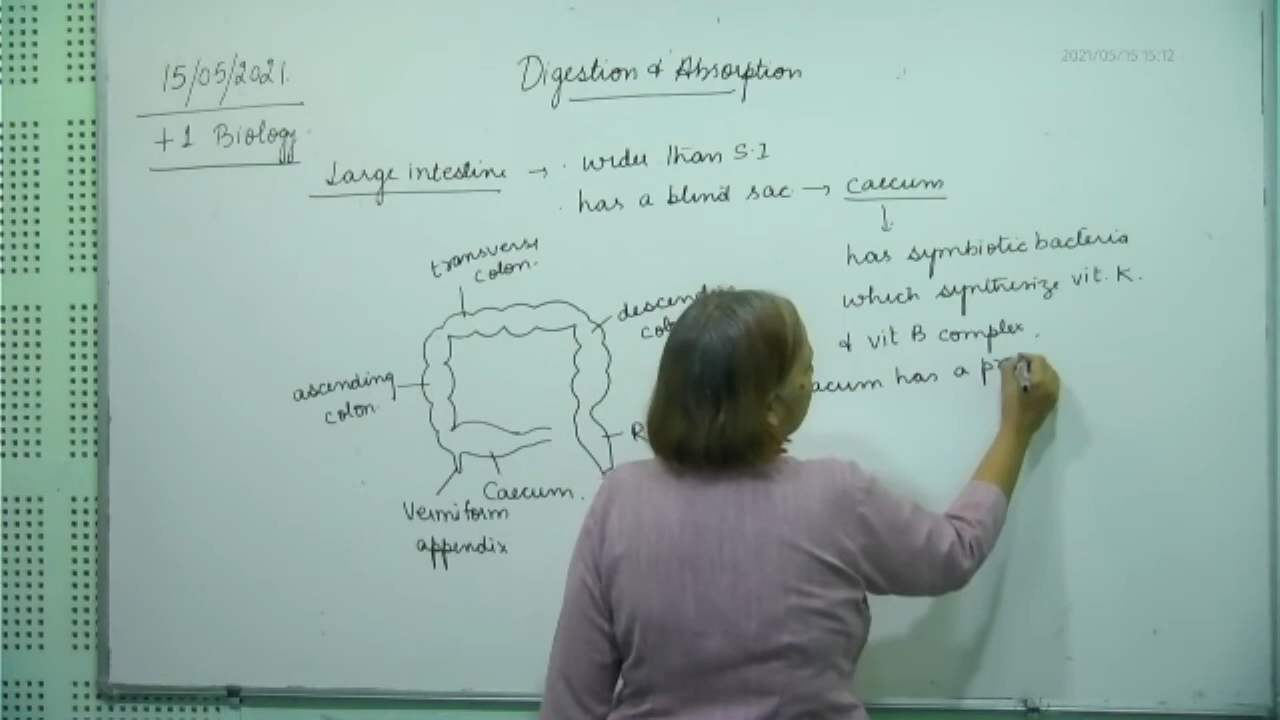 15/05/2021.
+1 Biology
Digestion & Absorption
2021/05/15 15:12
Large intestine → . wider than S.I
. has a blind sac → caecum
↓
has symbiotic bacteria
which synthesize vit. K.
& vit B complex.
acum has a p
transverse
colon.
descending
ascending
colon.
R
Caecum.
Vermiform
appendix